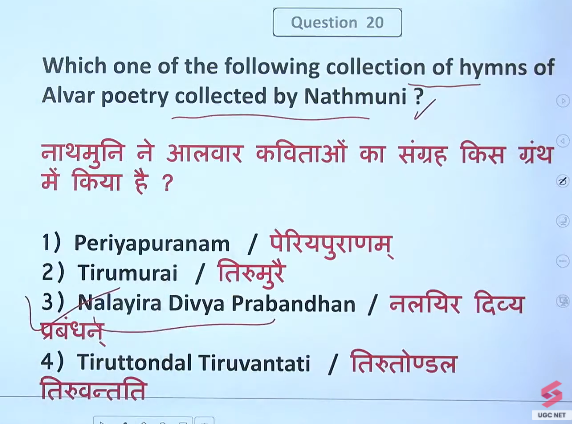 Question 20
Which one of the following collection of hymns of
Alvar poetry collected by Nathmuni ?
नाथमुनि ने आलवार कविताओं का संग्रह किस ग्रंथ
में किया है ?
1) Periyapuranam / पेरियपुराणम्
2) Tirumurai / तिरुमुरै
3) Nalayira Divya Prabandhan / नलयिर दिव्य
प्रबंधन्
4) Tiruttondal Tiruvantati / तिरुतोण्डल
तिरुवन्तति
UGC NET